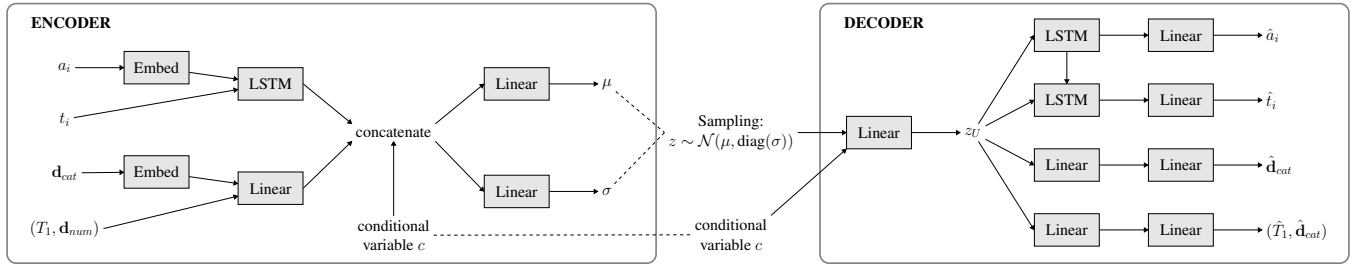 ENCODER
a_i
Embed
LSTM
t_i
d_cat
Embed
Linear
(T_1, d_num)
concatenate
conditional
variable c
Linear
μ
Linear
σ
Sampling:
z ∼ N(μ, diag(σ))
conditional
variable c
DECODER
Linear
z_U
LSTM
Linear
â_i
LSTM
Linear
t̂_i
Linear
Linear
d̂_cat
Linear
Linear
(T̂_1, d̂_cat)